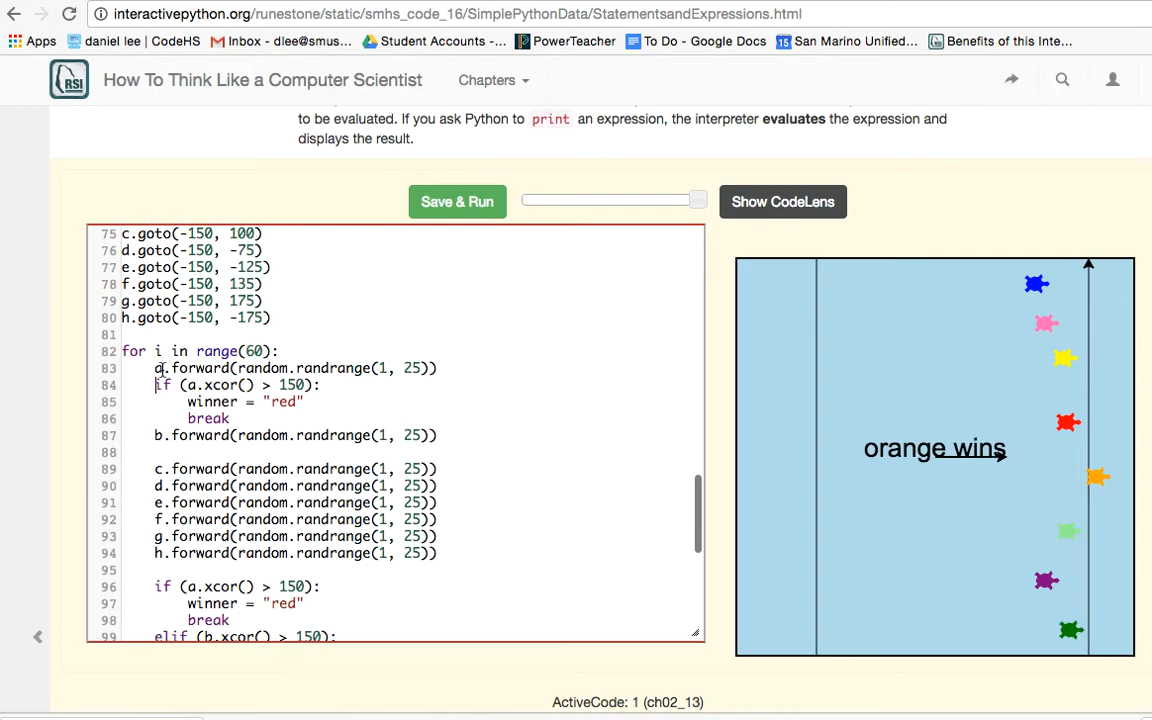 interactivepython.org/runestone/static/smhs_code_16/SimplePythonData/StatementsandExpressions.html
Apps daniel lee | CodeHS Inbox - dlee@smus... Student Accounts -... PowerTeacher To Do - Google Docs 15 San Marino Unified... Benefits of this Inte...
RSI How To Think Like a Computer Scientist Chapters
to be evaluated. If you ask Python to print an expression, the interpreter evaluates the expression and
displays the result.
Save & Run Show CodeLens
75 c.goto(-150, 100)
76 d.goto(-150, -75)
77 e.goto(-150, -125)
78 f.goto(-150, 135)
79 g.goto(-150, 175)
80 h.goto(-150, -175)
81
82 for i in range(60):
83 a.forward(random.randrange(1, 25))
84 if (a.xcor() > 150):
85 winner = "red"
86 break
87 b.forward(random.randrange(1, 25))
88
89 c.forward(random.randrange(1, 25))
90 d.forward(random.randrange(1, 25))
91 e.forward(random.randrange(1, 25))
92 f.forward(random.randrange(1, 25))
93 g.forward(random.randrange(1, 25))
94 h.forward(random.randrange(1, 25))
95
96 if (a.xcor() > 150):
97 winner = "red"
98 break
99 elif (b.xcor() > 150):
orange wins
ActiveCode: 1 (ch02_13)